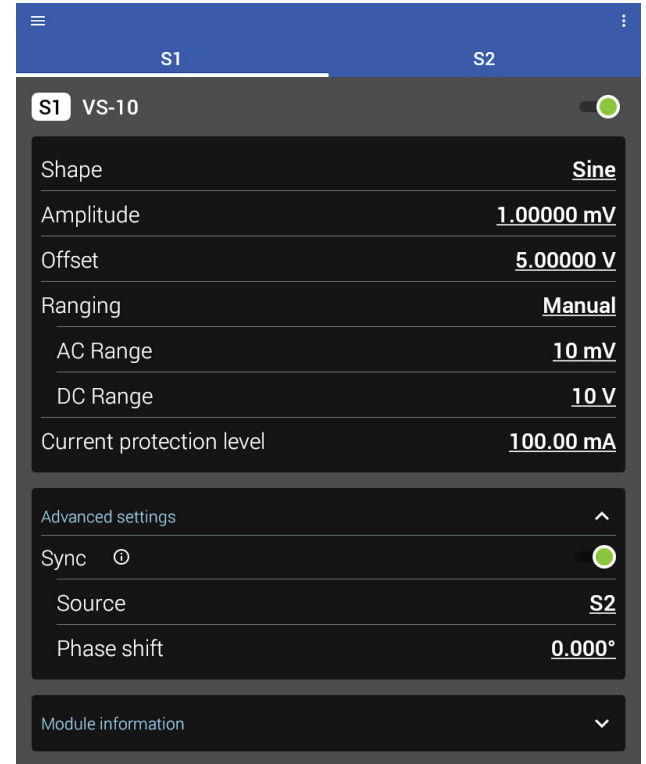 S1 S2
S1 VS-10
Shape Sine
Amplitude 1.00000 mV
Offset 5.00000 V
Ranging Manual
AC Range 10 mV
DC Range 10 V
Current protection level 100.00 mA
Advanced settings
Sync
Source S2
Phase shift 0.000°
Module information